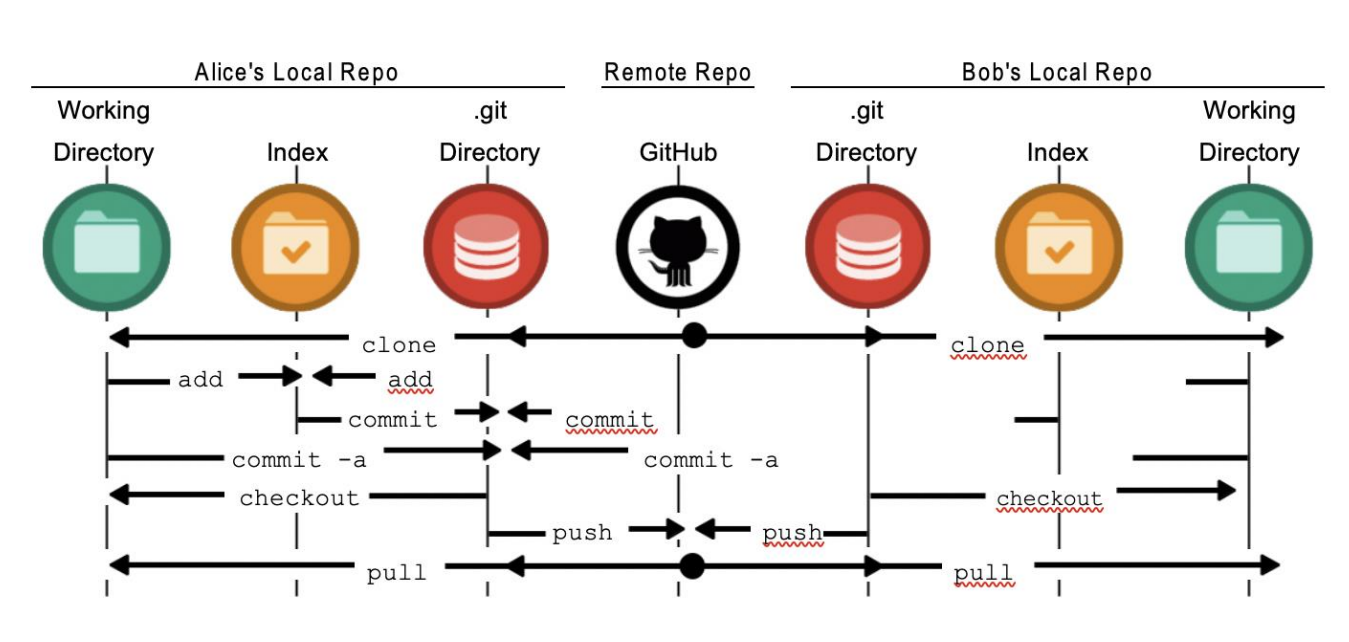 Alice's Local Repo Remote Repo Bob's Local Repo
Working .git .git Working
Directory Index Directory GitHub Directory Index Directory
clone clone
add add
commit commit
commit -a commit -a
checkout checkout
push push
pull pull